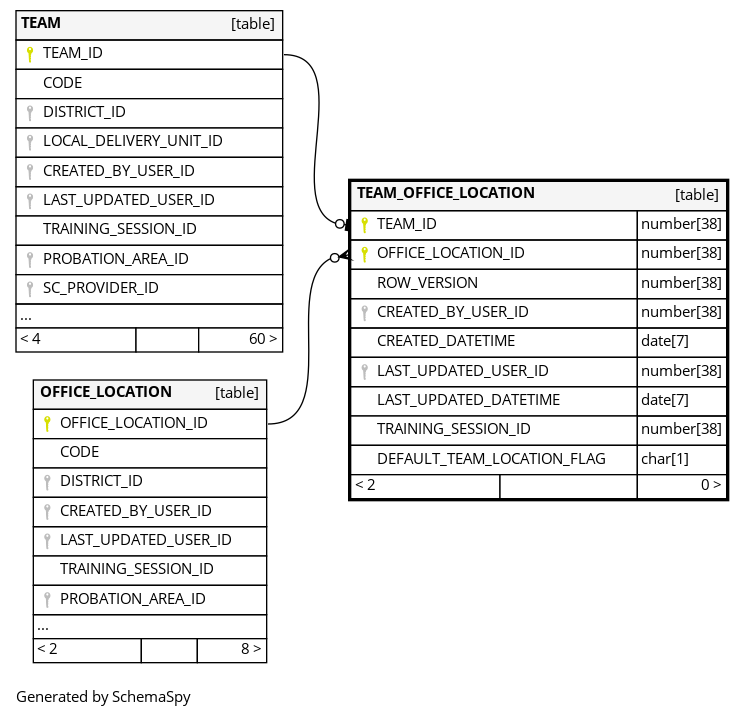 TEAM [table]
TEAM_ID
CODE
DISTRICT_ID
LOCAL_DELIVERY_UNIT_ID
CREATED_BY_USER_ID
LAST_UPDATED_USER_ID
TRAINING_SESSION_ID
PROBATION_AREA_ID
SC_PROVIDER_ID
...
< 4 60 >
TEAM_OFFICE_LOCATION [table]
TEAM_ID number[38]
OFFICE_LOCATION_ID number[38]
ROW_VERSION number[38]
CREATED_BY_USER_ID number[38]
CREATED_DATETIME date[7]
LAST_UPDATED_USER_ID number[38]
LAST_UPDATED_DATETIME date[7]
TRAINING_SESSION_ID number[38]
DEFAULT_TEAM_LOCATION_FLAG char[1]
< 2 0 >
OFFICE_LOCATION [table]
OFFICE_LOCATION_ID
CODE
DISTRICT_ID
CREATED_BY_USER_ID
LAST_UPDATED_USER_ID
TRAINING_SESSION_ID
PROBATION_AREA_ID
...
< 2 8 >
Generated by SchemaSpy